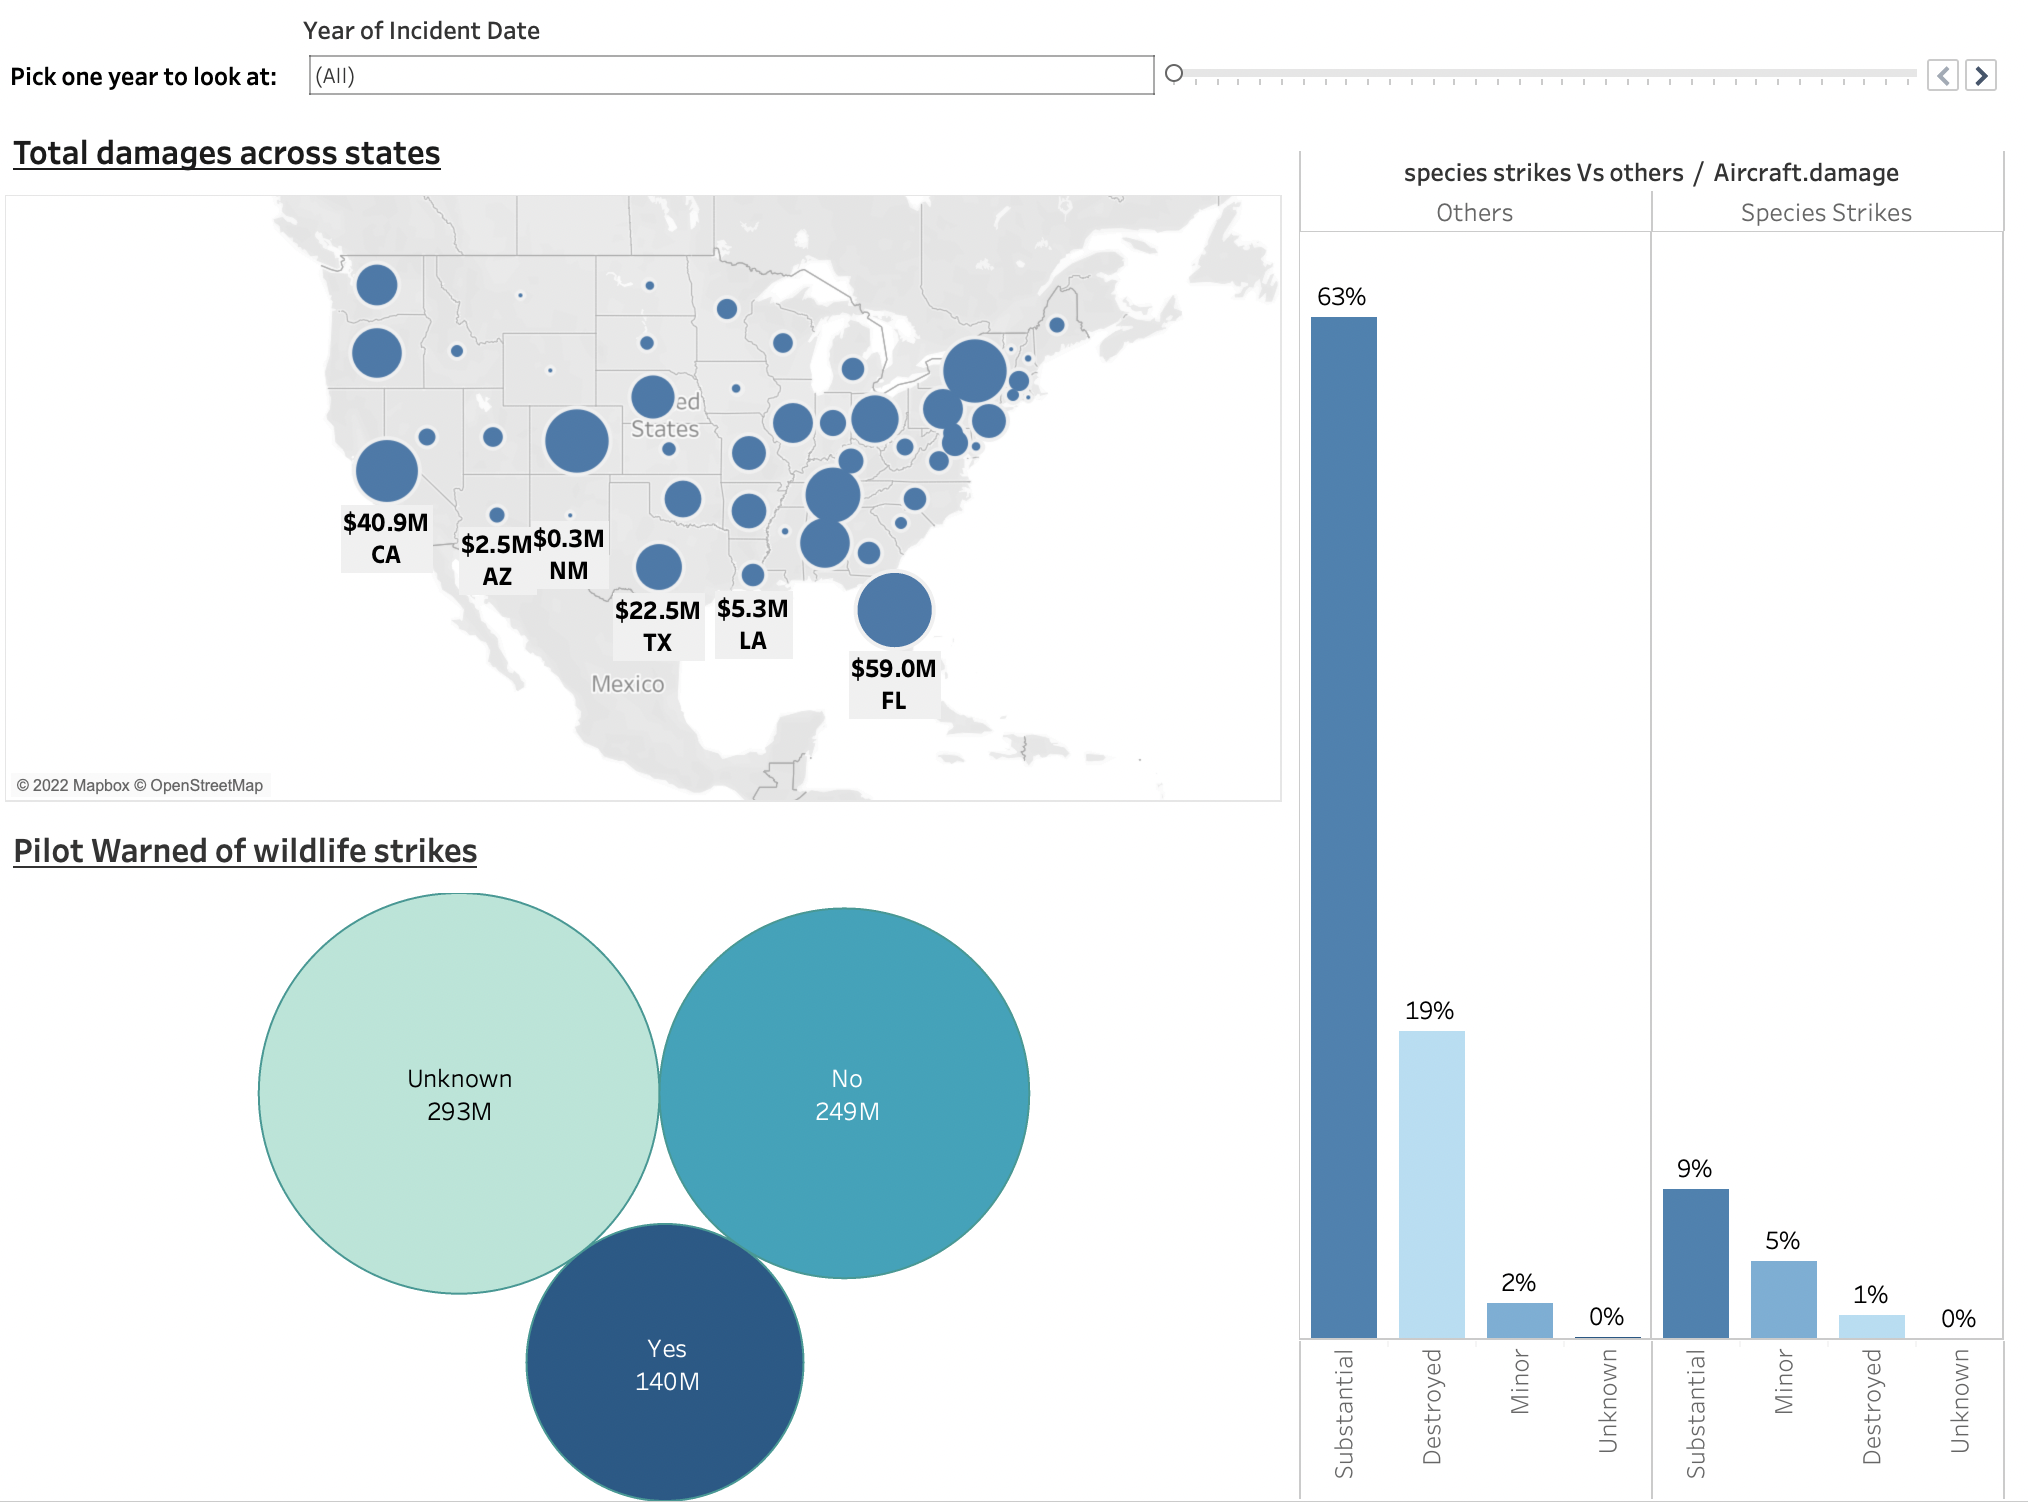 Year of Incident Date
Pick one year to look at:
(All)
Total damages across states
ed
States
$40.9M
CA
$2.5M
AZ
$0.3M
NM
$22.5M
TX
$5.3M
LA
$59.0M
FL
Mexico
© 2022 Mapbox © OpenStreetMap
Pilot Warned of wildlife strikes
Unknown
293M
No
249M
Yes
140M
species strikes Vs others / Aircraft.damage
Others
Species Strikes
63%
19%
2%
0%
9%
5%
1%
0%
Substantial
Destroyed
Minor
Unknown
Substantial
Minor
Destroyed
Unknown